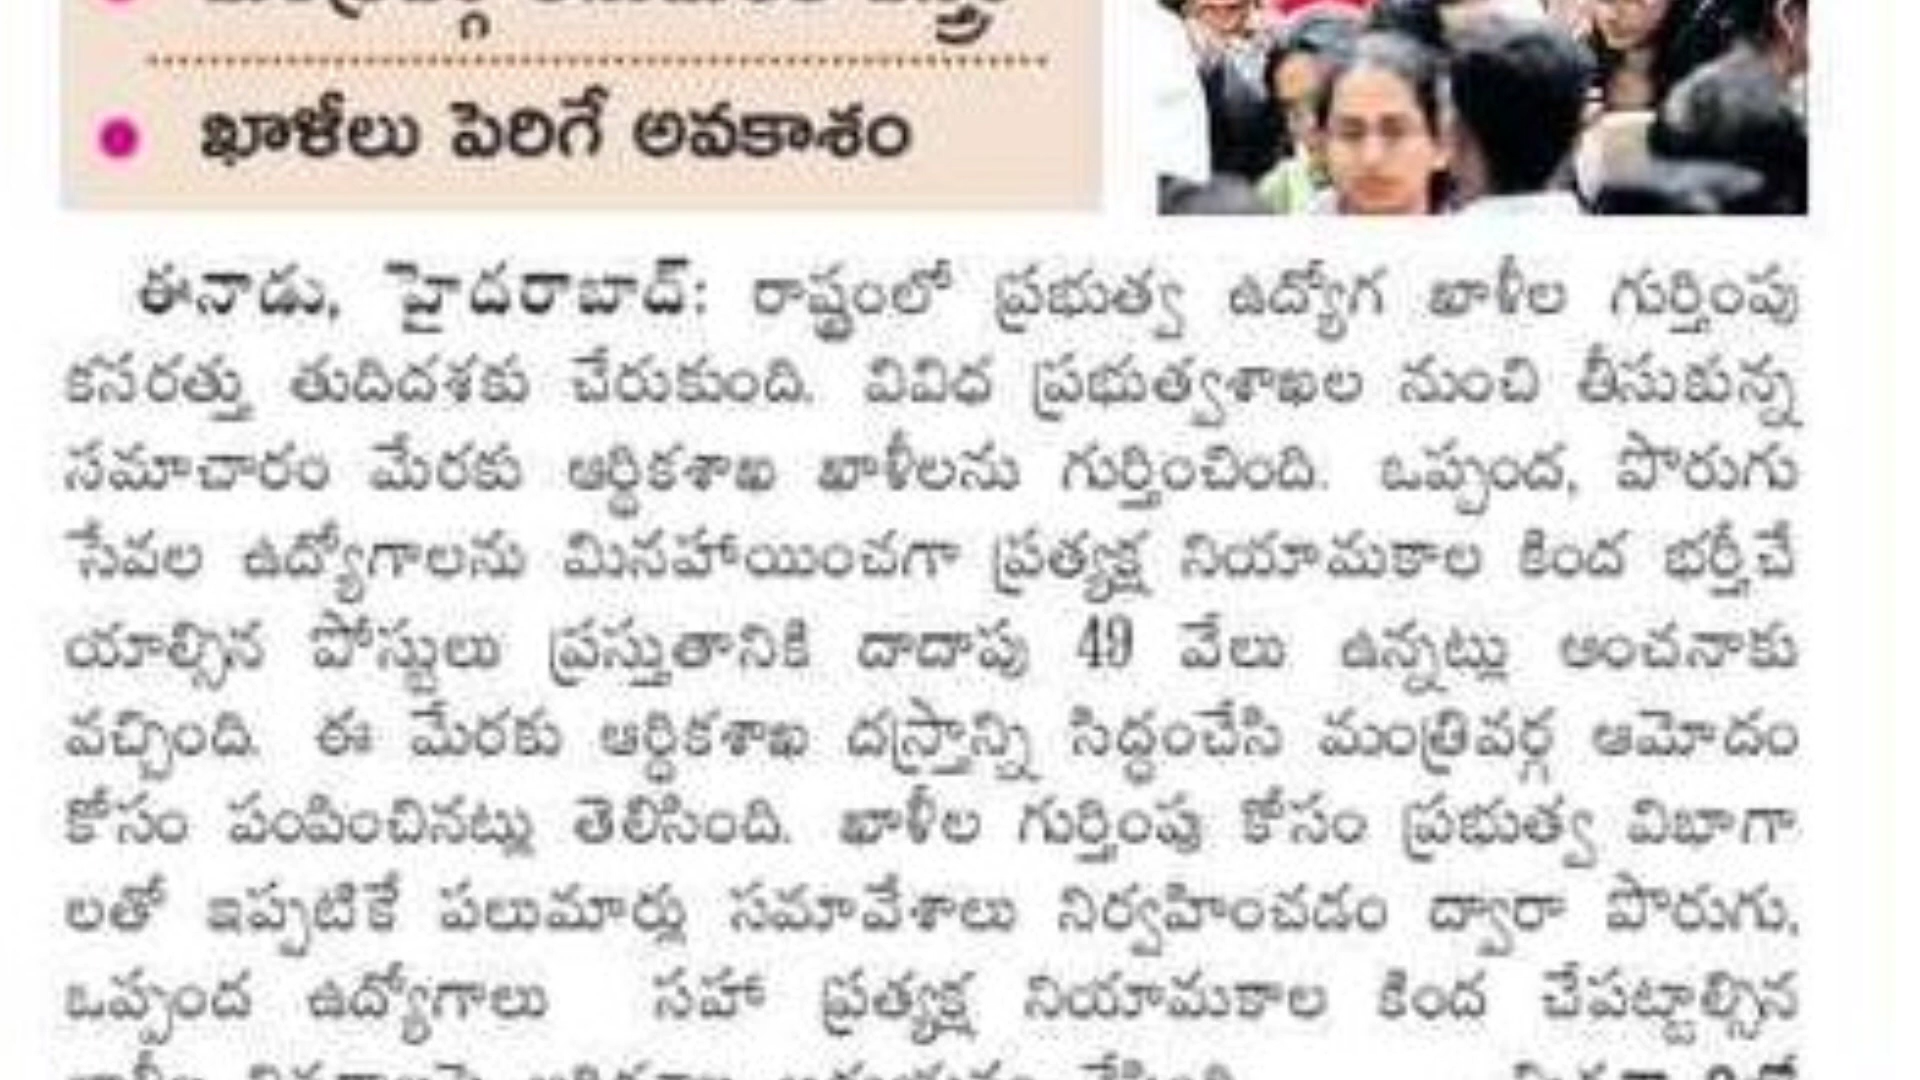 ఖాళీలు పెరిగే అవకాశం
ఈనాడు, హైదరాబాద్: రాష్ట్రంలో ప్రభుత్వ ఉద్యోగ ఖాళీల గుర్తింపు
కసరత్తు తుదిదశకు చేరుకుంది. వివిధ ప్రభుత్వశాఖల నుంచి తీసుకున్న
సమాచారం మేరకు ఆర్థికశాఖ ఖాళీలను గుర్తించింది. ఒప్పంద, పొరుగు
సేవల ఉద్యోగాలను మినహాయించగా ప్రత్యక్ష నియామకాల కింద భర్తీచే
యాల్సిన పోస్టులు ప్రస్తుతానికి దాదాపు 49 వేలు ఉన్నట్లు అంచనాకు
వచ్చింది. ఈ మేరకు ఆర్థికశాఖ దస్త్రాన్ని సిద్ధంచేసి మంత్రివర్గ ఆమోదం
కోసం పంపించినట్లు తెలిసింది. ఖాళీల గుర్తింపు కోసం ప్రభుత్వ విభాగా
లతో ఇప్పటికే పలుమార్లు సమావేశాలు నిర్వహించడం ద్వారా పొరుగు,
ఒప్పంద ఉద్యోగాలు సహా ప్రత్యక్ష నియామకాల కింద చేపట్టాల్సిన